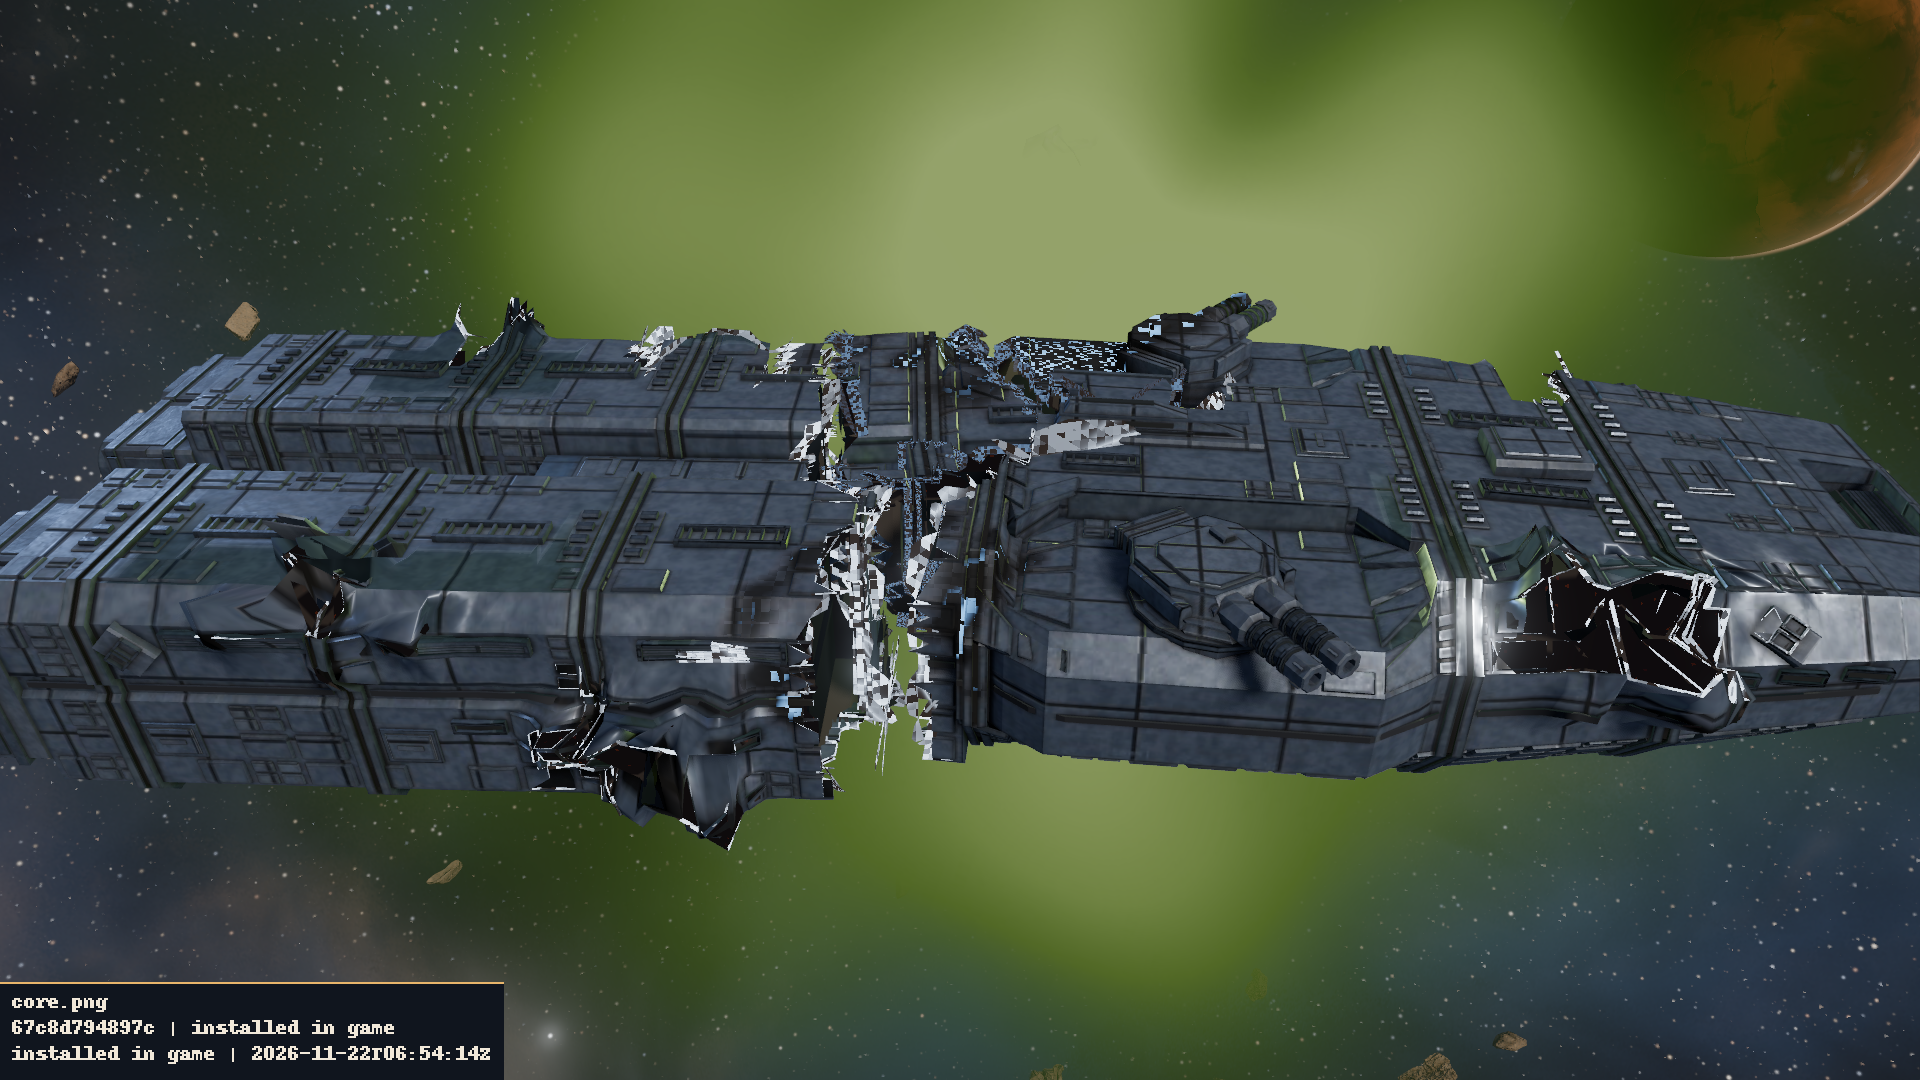 core.png
67c8d794897c | installed in game
installed in game | 2026-11-22T06:54:14Z